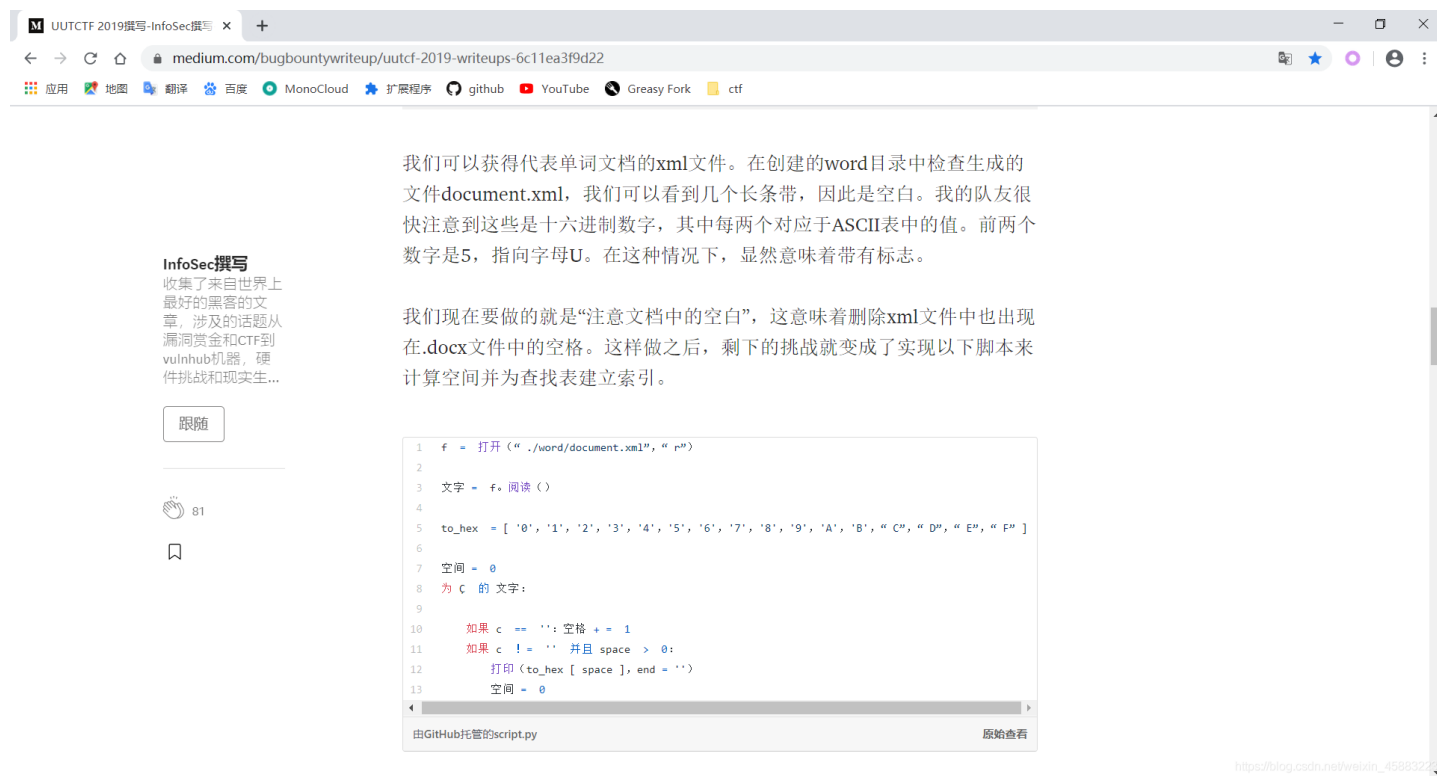 UUTCTF 2019撰写-InfoSec撰写
medium.com/bugbountywriteup/uutcf-2019-writeups-6c11ea3f9d22
应用 地图 翻译 百度 MonoCloud 扩展程序 github YouTube Greasy Fork ctf
我们可以获得代表单词文档的xml文件。在创建的word目录中检查生成的
文件document.xml，我们可以看到几个长条带，因此是空白。我的队友很
快注意到这些是十六进制数字，其中每两个对应于ASCII表中的值。前两个
数字是5，指向字母U。在这种情况下，显然意味着带有标志。
我们现在要做的就是“注意文档中的空白”，这意味着删除xml文件中也出现
在.docx文件中的空格。这样做之后，剩下的挑战就变成了实现以下脚本来
计算空间并为查找表建立索引。
InfoSec撰写
收集了来自世界上
最好的黑客的文
章，涉及的话题从
漏洞赏金和CTF到
vulnhub机器，硬
件挑战和现实生...
跟随
81
1 f = 打开（“ ./word/document.xml”，“ r”）
2
3 文字 = f。阅读（）
4
5 to_hex = [ '0'，'1'，'2'，'3'，'4'，'5'，'6'，'7'，'8'，'9'，'A'，'B'，“ C”，“ D”，“ E”，“ F” ]
6
7 空间 = 0
8 为 Ç 的 文字：
9
10 如果 c == ''：空格 + = 1
11 如果 c ！= '' 并且 space > 0：
12 打印（to_hex [ space ]，end = ''）
13 空间 = 0
由GitHub托管的script.py 原始查看